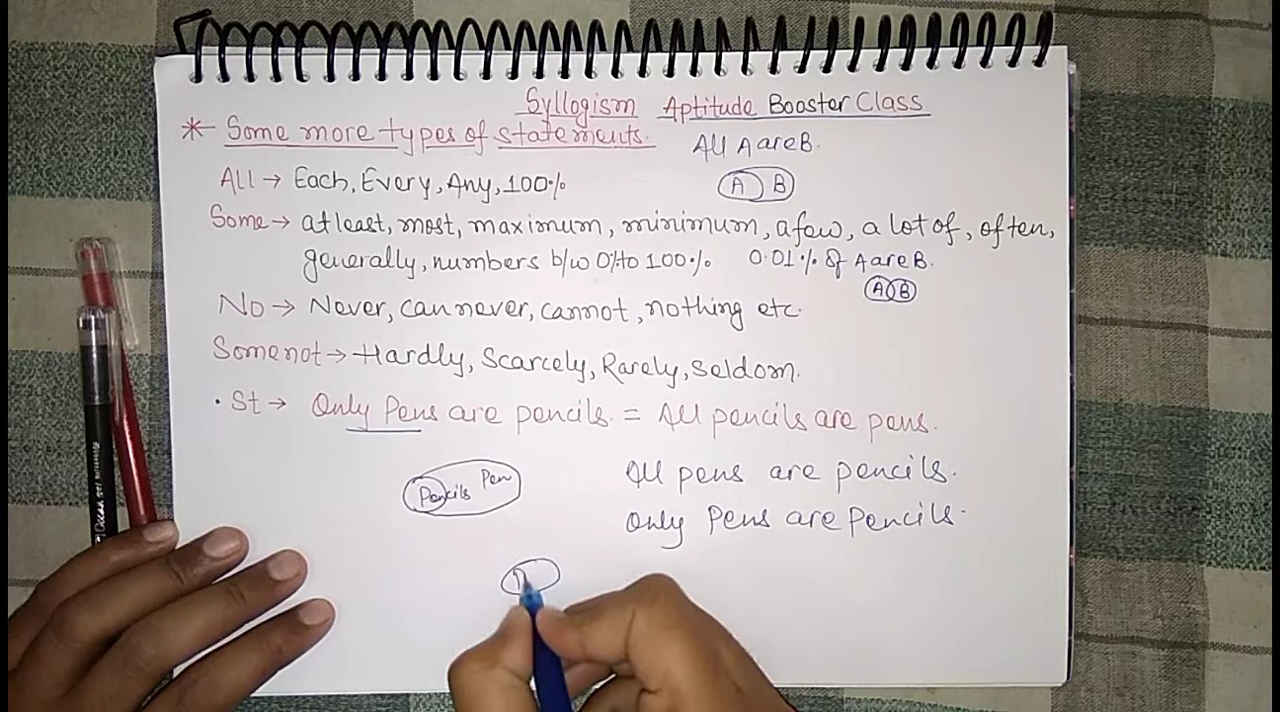 Syllogism Aptitude Booster Class
* Some more types of statements.
All A are B.
All → Each, Every, Any, 100%
A B
Some → atleast, most, maximum, minimum, a few, a lot of, often,
generally, numbers b/w 0% to 100% 0.01% of A are B.
A B
No → Never, can never, cannot, nothing etc.
Some not → Hardly, Scarcely, Rarely, Seldom.
• St → Only Pens are pencils. = All pencils are pens.
Pencils Pen
All pens are pencils.
Only Pens are Pencils.